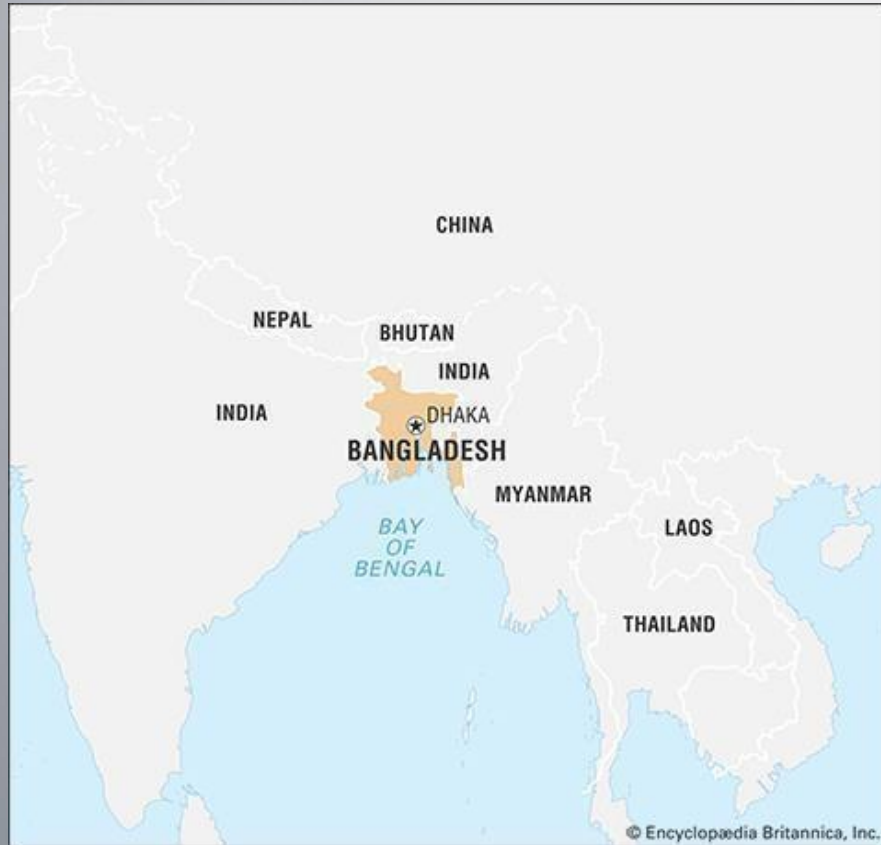 CHINA
NEPAL
BHUTAN
INDIA
INDIA
DHAKA
BANGLADESH
MYANMAR
BAY
OF
BENGAL
LAOS
THAILAND
© Encyclopædia Britannica, Inc.